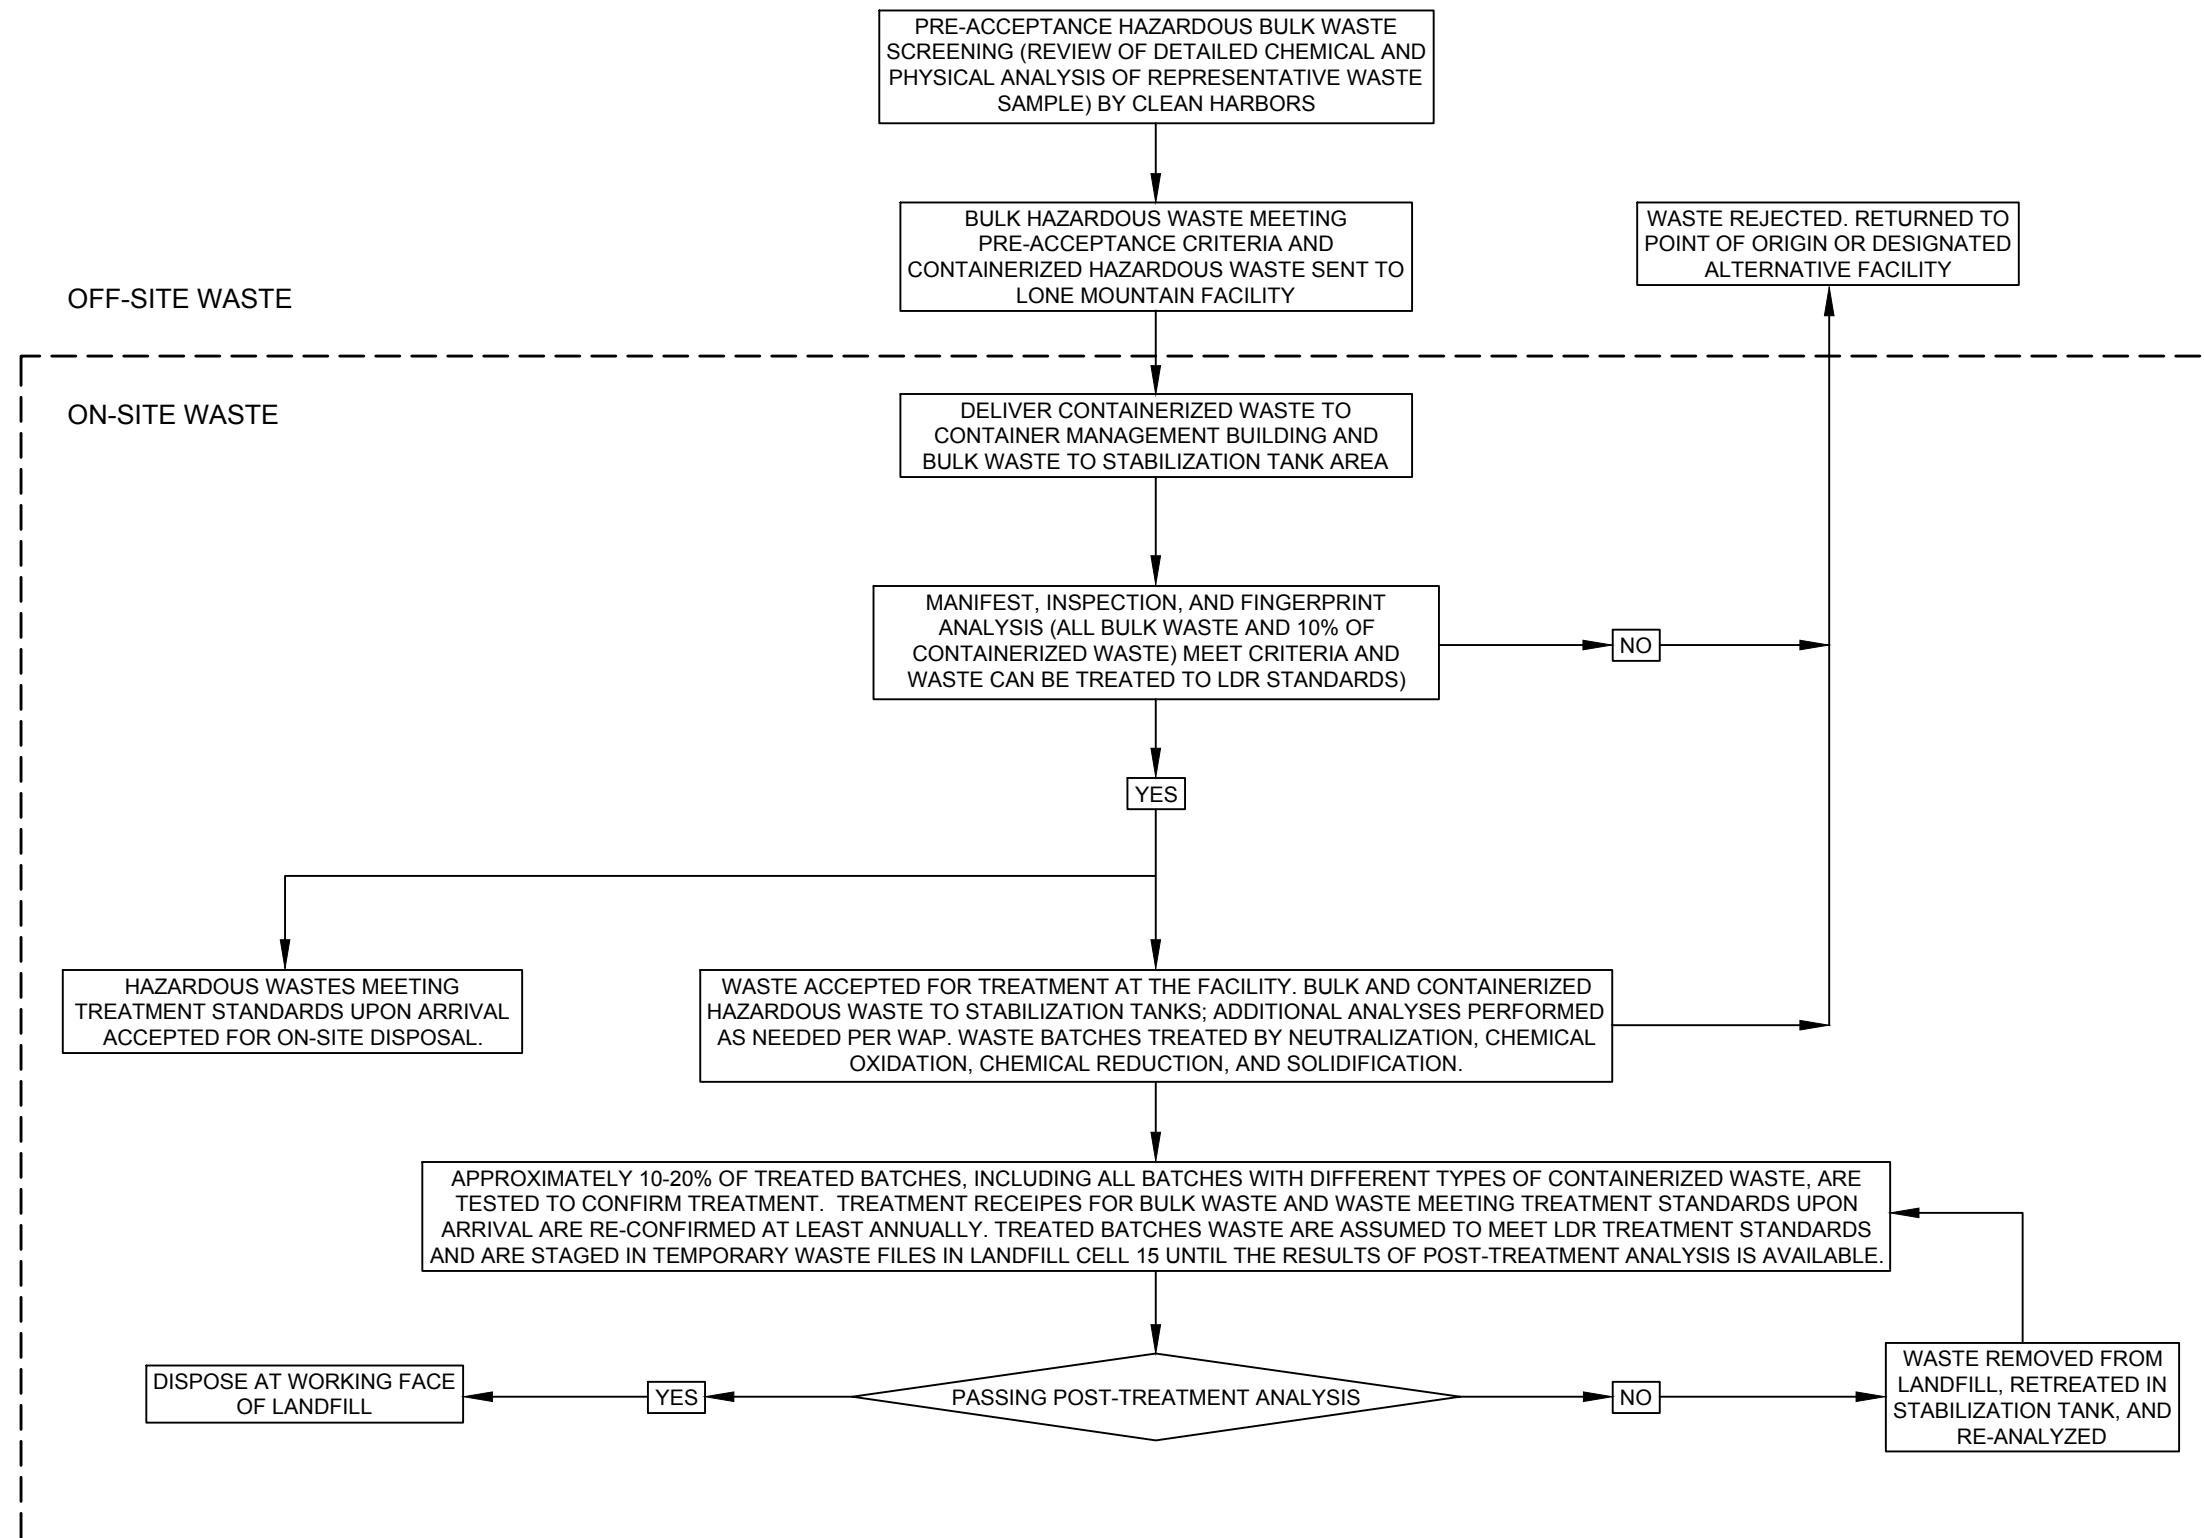 PRE-ACCEPTANCE HAZARDOUS BULK WASTE
SCREENING (REVIEW OF DETAILED CHEMICAL AND
PHYSICAL ANALYSIS OF REPRESENTATIVE WASTE
SAMPLE) BY CLEAN HARBORS
BULK HAZARDOUS WASTE MEETING
PRE-ACCEPTANCE CRITERIA AND
CONTAINERIZED HAZARDOUS WASTE SENT TO
LONE MOUNTAIN FACILITY
WASTE REJECTED. RETURNED TO
POINT OF ORIGIN OR DESIGNATED
ALTERNATIVE FACILITY
OFF-SITE WASTE
ON-SITE WASTE
DELIVER CONTAINERIZED WASTE TO
CONTAINER MANAGEMENT BUILDING AND
BULK WASTE TO STABILIZATION TANK AREA
MANIFEST, INSPECTION, AND FINGERPRINT
ANALYSIS (ALL BULK WASTE AND 10% OF
CONTAINERIZED WASTE) MEET CRITERIA AND
WASTE CAN BE TREATED TO LDR STANDARDS)
NO
YES
HAZARDOUS WASTES MEETING
TREATMENT STANDARDS UPON ARRIVAL
ACCEPTED FOR ON-SITE DISPOSAL.
WASTE ACCEPTED FOR TREATMENT AT THE FACILITY. BULK AND CONTAINERIZED
HAZARDOUS WASTE TO STABILIZATION TANKS; ADDITIONAL ANALYSES PERFORMED
AS NEEDED PER WAP. WASTE BATCHES TREATED BY NEUTRALIZATION, CHEMICAL
OXIDATION, CHEMICAL REDUCTION, AND SOLIDIFICATION.
APPROXIMATELY 10-20% OF TREATED BATCHES, INCLUDING ALL BATCHES WITH DIFFERENT TYPES OF CONTAINERIZED WASTE, ARE
TESTED TO CONFIRM TREATMENT. TREATMENT RECEIPES FOR BULK WASTE AND WASTE MEETING TREATMENT STANDARDS UPON
ARRIVAL ARE RE-CONFIRMED AT LEAST ANNUALLY. TREATED BATCHES WASTE ARE ASSUMED TO MEET LDR TREATMENT STANDARDS
AND ARE STAGED IN TEMPORARY WASTE FILES IN LANDFILL CELL 15 UNTIL THE RESULTS OF POST-TREATMENT ANALYSIS IS AVAILABLE.
DISPOSE AT WORKING FACE
OF LANDFILL
YES
PASSING POST-TREATMENT ANALYSIS
NO
WASTE REMOVED FROM
LANDFILL, RETREATED IN
STABILIZATION TANK, AND
RE-ANALYZED